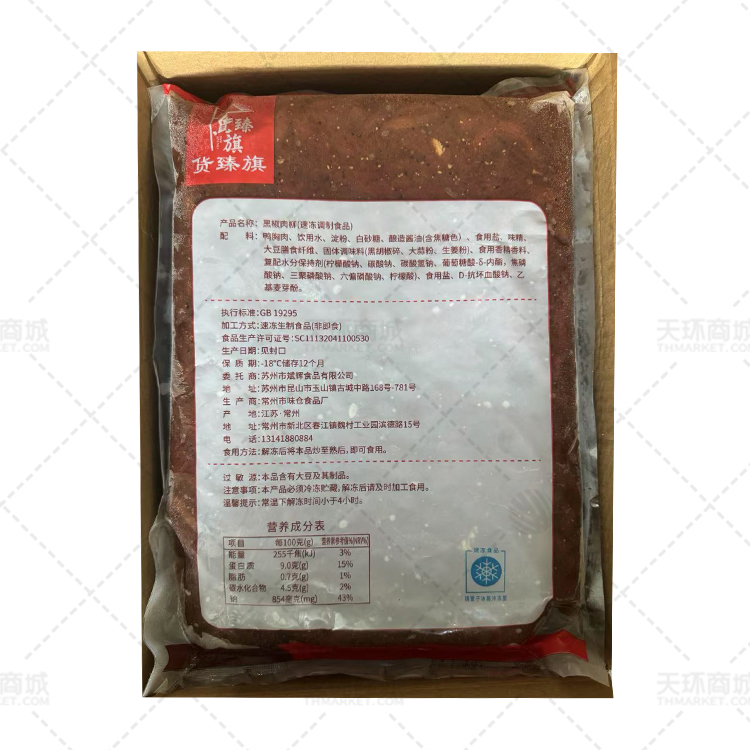 臻
旗
货臻旗
产品名称：黑椒肉柳(速冻调制食品)
配 料：鸭胸肉、饮用水、淀粉、白砂糖、酿造酱油(含焦糖色)、食用盐、味精、
大豆膳食纤维、固体调味料(黑胡椒碎、大蒜粉、生姜粉)、食用香精香料、
复配水分保持剂(柠檬酸钠、碳酸钠、碳酸氢钠、葡萄糖酸-δ-内酯、焦磷
酸钠、三聚磷酸钠、六偏磷酸钠、柠檬酸)、食用盐、D-抗坏血酸钠、乙
基麦芽酚。
执行标准：GB 19295
加工方式：速冻生制食品(非即食)
食品生产许可证号：SC11132041100530
生产日期：见封口
保 质 期：-18℃储存12个月
委 托 商：苏州市斌辉食品有限公司
地 址：苏州市昆山市玉山镇古城中路168号-781号
生 产 商：常州市味仓食品厂
产 地：江苏·常州
地 址：常州市新北区春江镇魏村工业园滨德路15号
电 话：13141880884
食用方法：解冻后将本品炒至熟后，即可食用。
过 敏 源：本品含有大豆及其制品。
注意事项：本产品必须冷冻贮藏，解冻后请及时加工食用。
温馨提示：常温下解冻时间小于4小时。
营养成分表
项目 每100克(g) 营养素参考值%(NRV%)
能量 255千焦(kJ) 3%
蛋白质 9.0克(g) 15%
脂肪 0.7克(g) 1%
碳水化合物 4.5克(g) 2%
钠 854毫克(mg) 43%
速冻食品
天环商城
THMARKET.COM